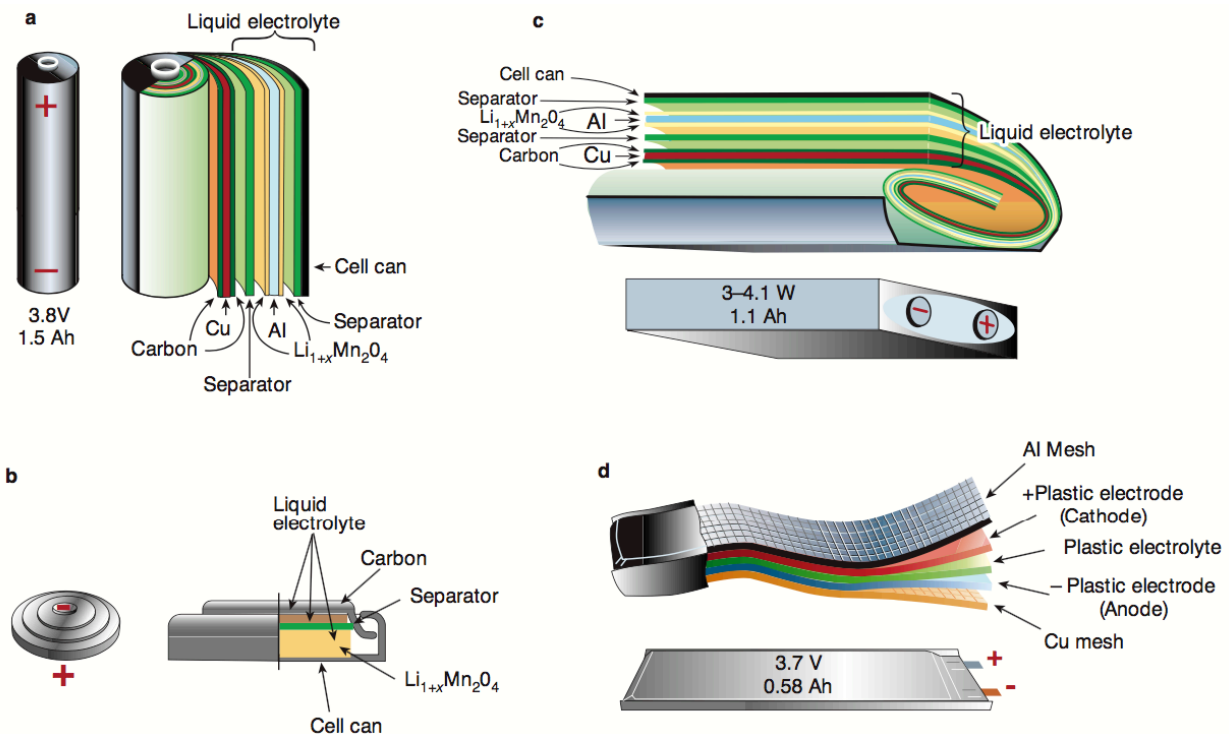 a
Liquid electrolyte
+
−
3.8V
1.5 Ah
Cell can
Cu
Al
Separator
Carbon
Li1+xMn2O4
Separator
c
Cell can
Separator
Li1+xMn2O4
Al
Separator
Carbon
Cu
Liquid electrolyte
3–4.1 W
1.1 Ah
−
+
b
Liquid
electrolyte
Carbon
Separator
−
+
Li1+xMn2O4
Cell can
d
Al Mesh
+Plastic electrode
(Cathode)
Plastic electrolyte
− Plastic electrode
(Anode)
Cu mesh
3.7 V
0.58 Ah
+
-